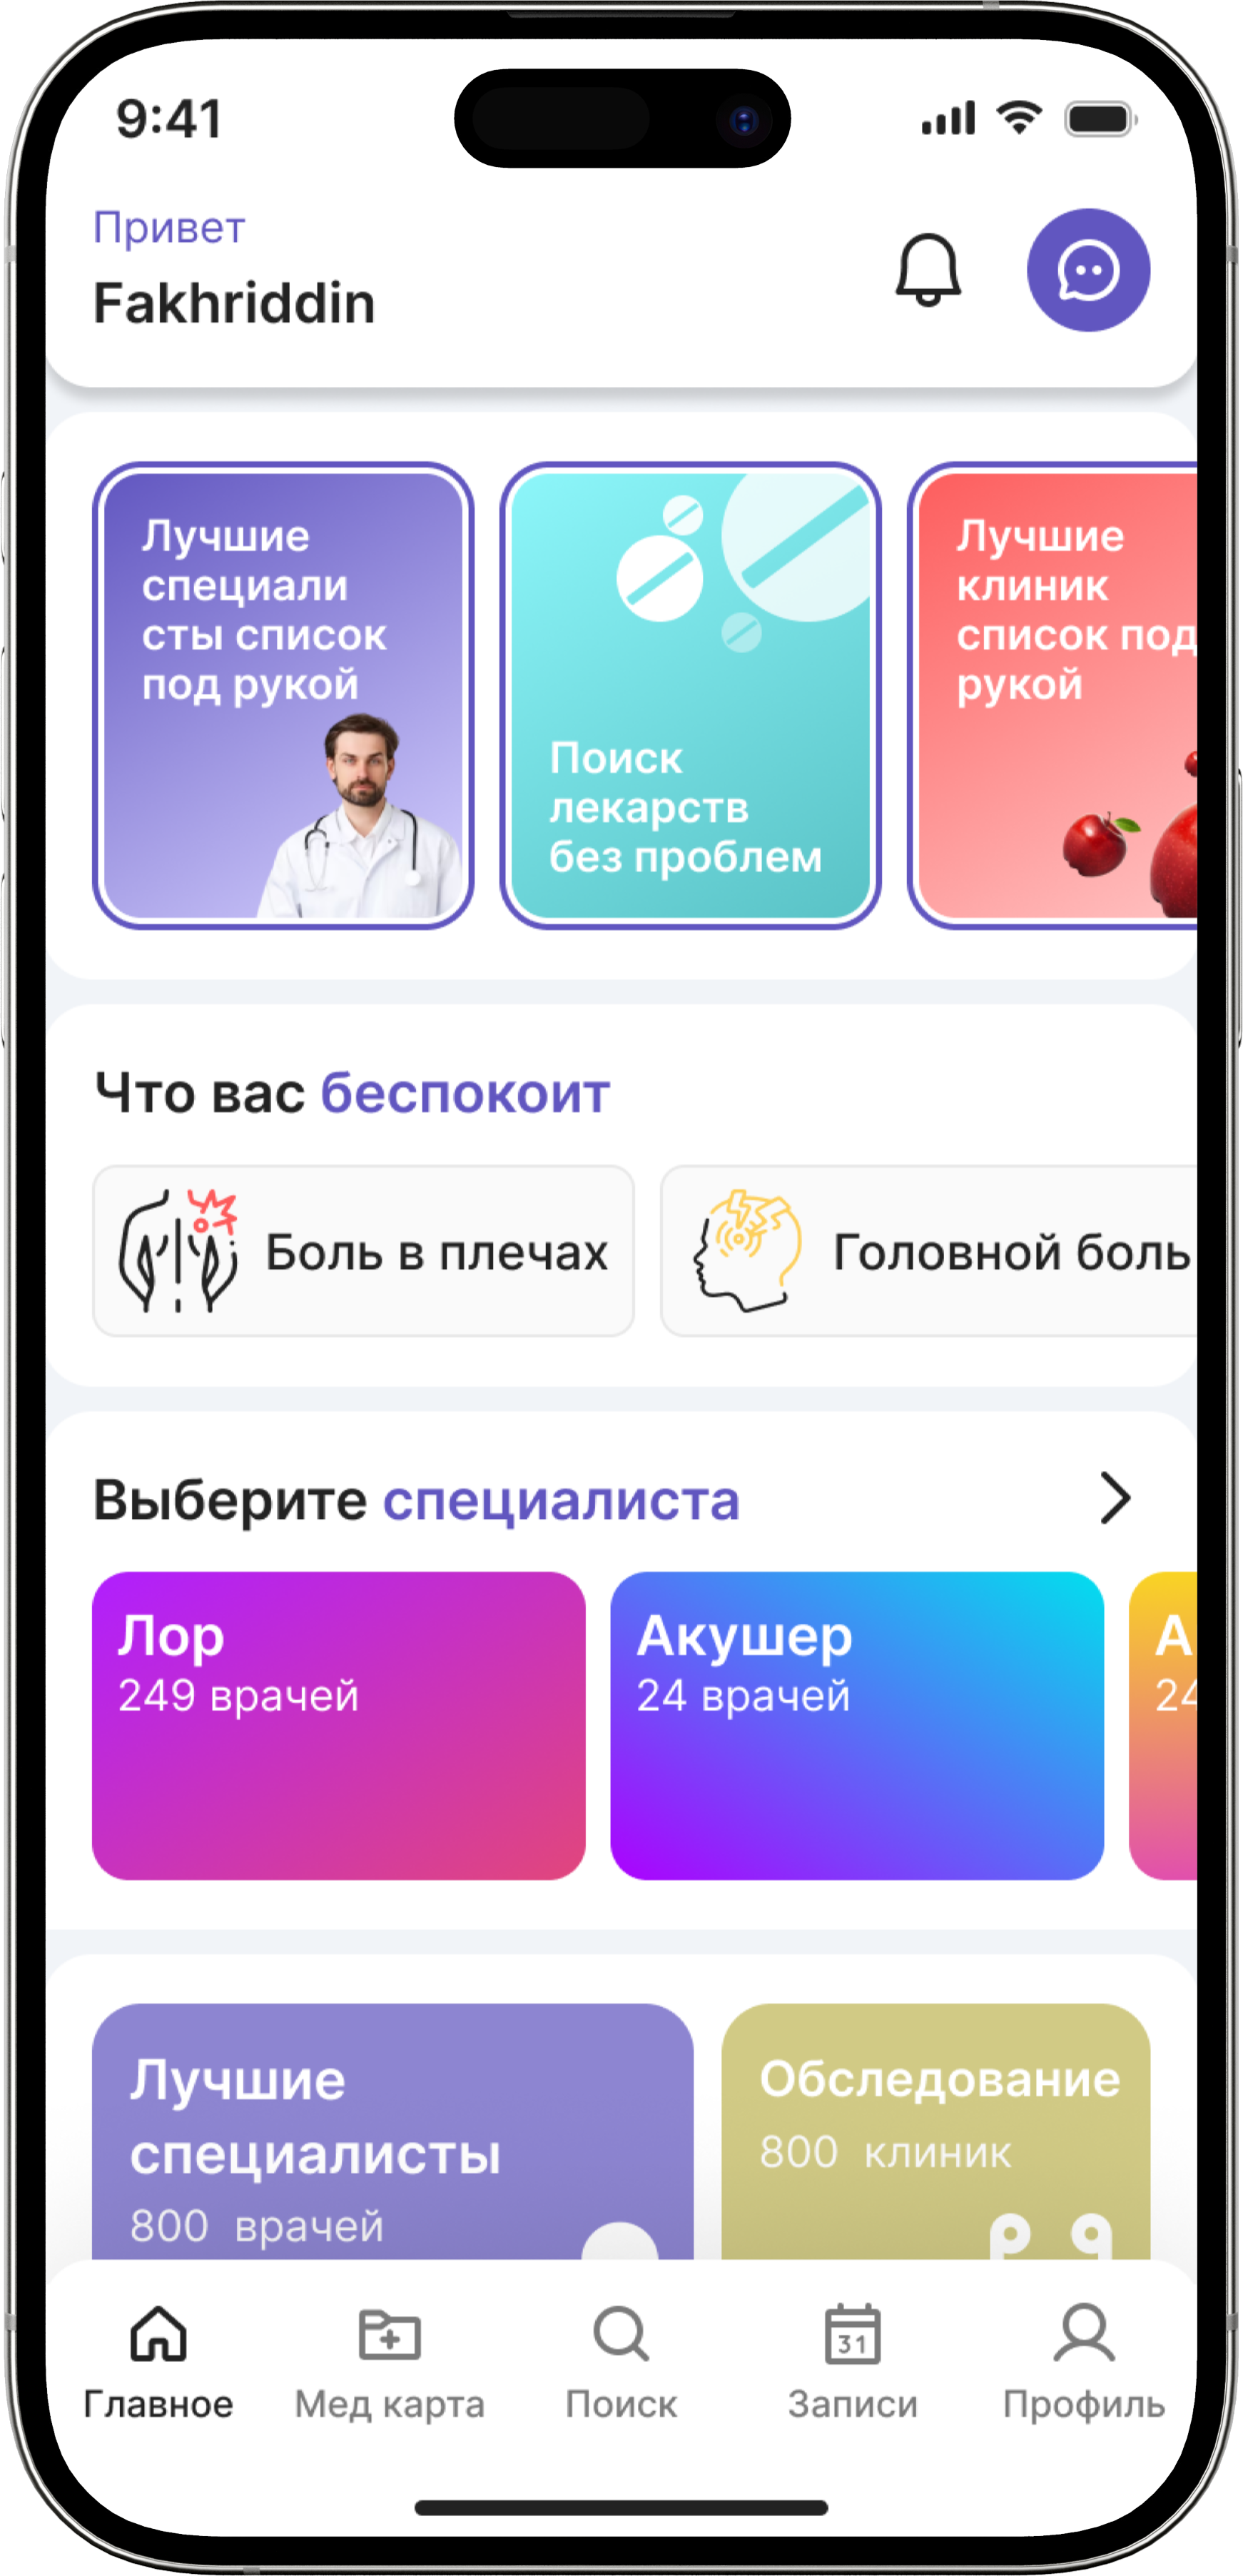 9:41
Привет
Fakhriddin
Лучшие
специали
сты список
под рукой
Поиск
лекарств
без проблем
Лучшие
клиник
список под
рукой
Что вас беспокоит
Боль в плечах
Головной боль
Выберите специалиста
Лор
249 врачей
Акушер
24 врачей
А
24
Лучшие
специалисты
800 врачей
Обследование
800 клиник
31
Главное
Мед карта
Поиск
Записи
Профиль